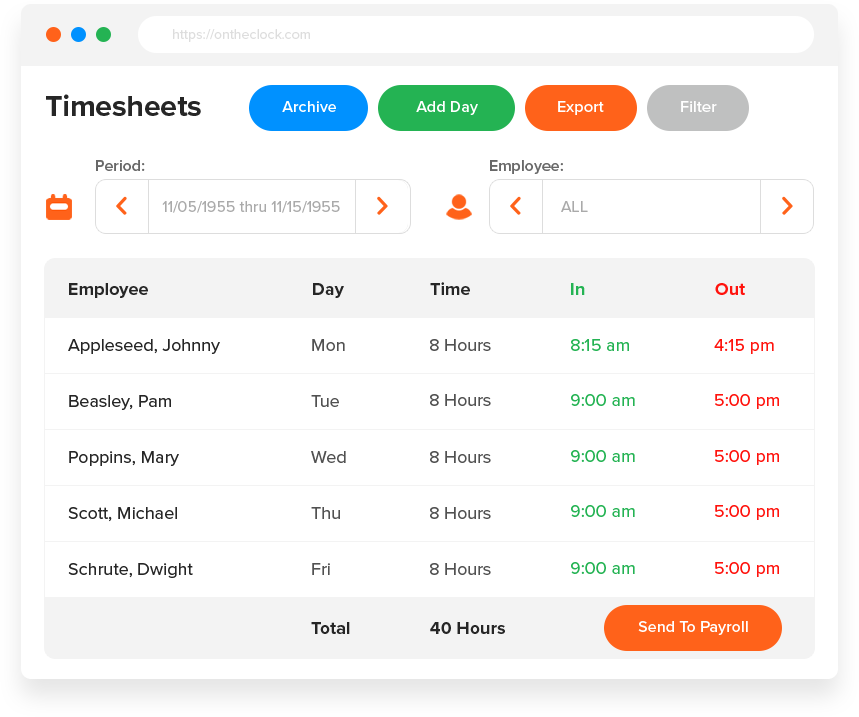 https://ontheclock.com
Timesheets Archive Add Day Export Filter
Period: Employee:
11/05/1955 thru 11/15/1955 ALL
Employee Day Time In Out
Appleseed, Johnny Mon 8 Hours 8:15 am 4:15 pm
Beasley, Pam Tue 8 Hours 9:00 am 5:00 pm
Poppins, Mary Wed 8 Hours 9:00 am 5:00 pm
Scott, Michael Thu 8 Hours 9:00 am 5:00 pm
Schrute, Dwight Fri 8 Hours 9:00 am 5:00 pm
Total 40 Hours Send To Payroll